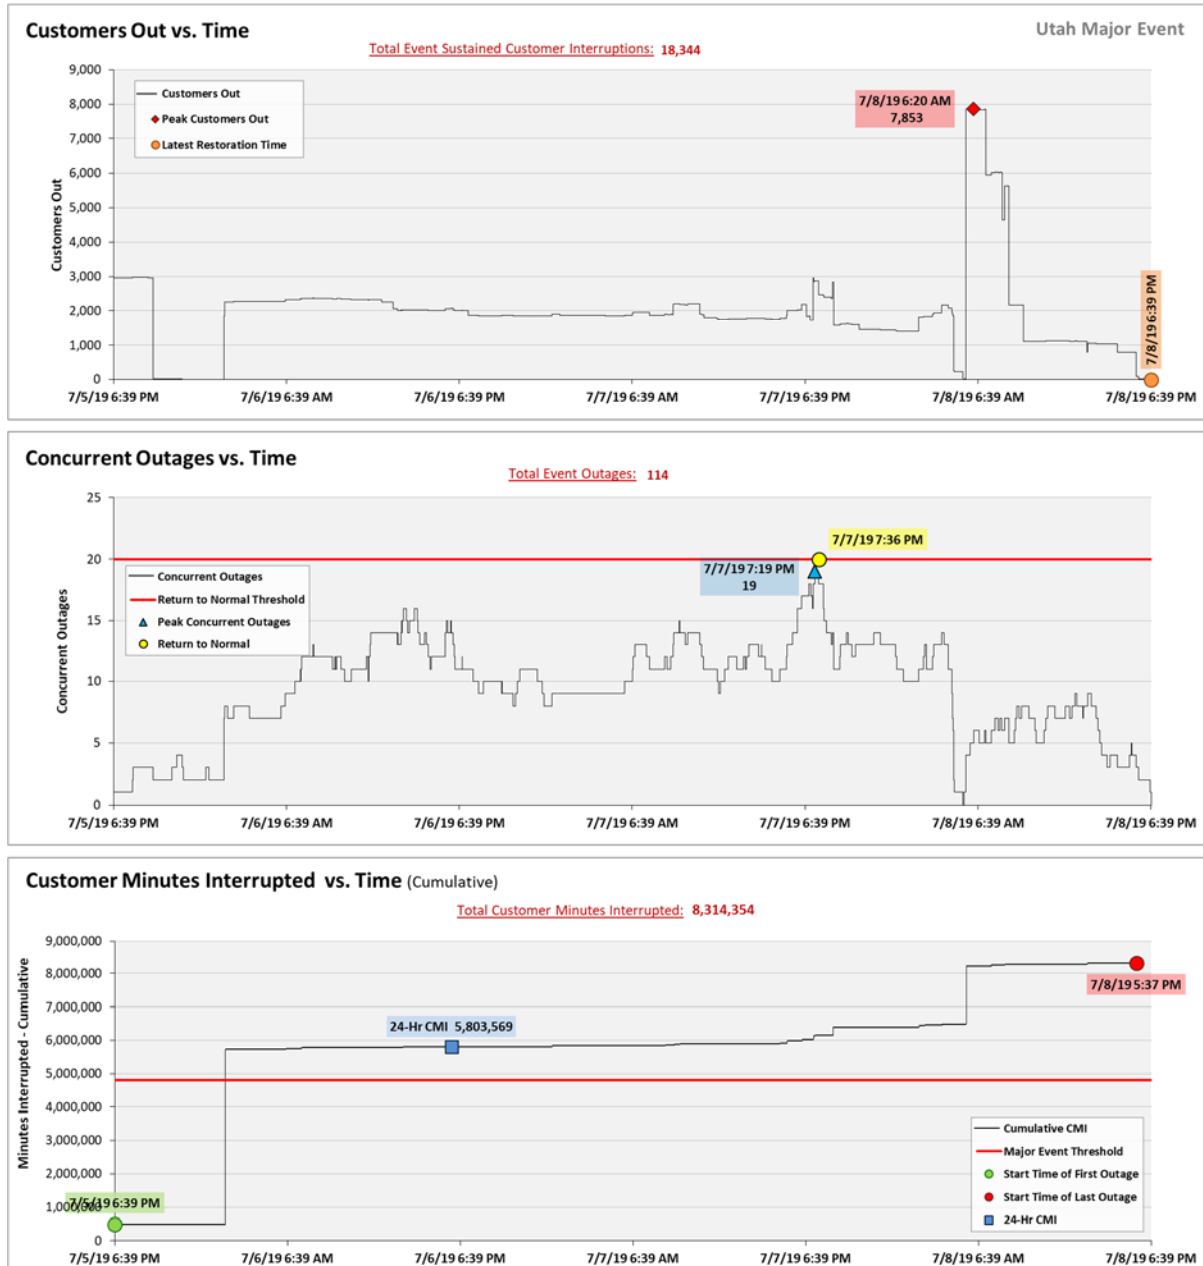 Customers Out vs. Time
Utah Major Event
Total Event Sustained Customer Interruptions: 18,344
9,000
8,000
7,000
6,000
5,000
4,000
3,000
2,000
1,000
0
Customers Out
Customers Out
Peak Customers Out
Latest Restoration Time
7/8/19 6:20 AM
7,853
7/8/19 6:39 PM
7/5/19 6:39 PM
7/6/19 6:39 AM
7/6/19 6:39 PM
7/7/19 6:39 AM
7/7/19 6:39 PM
7/8/19 6:39 AM
7/8/19 6:39 PM
Concurrent Outages vs. Time
Total Event Outages: 114
25
20
15
10
5
0
Concurrent Outages
Concurrent Outages
Return to Normal Threshold
Peak Concurrent Outages
Return to Normal
7/7/19 7:36 PM
7/7/19 7:19 PM
19
7/5/19 6:39 PM
7/6/19 6:39 AM
7/6/19 6:39 PM
7/7/19 6:39 AM
7/7/19 6:39 PM
7/8/19 6:39 AM
7/8/19 6:39 PM
Customer Minutes Interrupted vs. Time (Cumulative)
Total Customer Minutes Interrupted: 8,314,354
9,000,000
8,000,000
7,000,000
6,000,000
5,000,000
4,000,000
3,000,000
2,000,000
1,000,000
0
Minutes Interrupted - Cumulative
7/5/19 6:39 PM
24-Hr CMI 5,803,569
7/8/19 5:37 PM
Cumulative CMI
Major Event Threshold
Start Time of First Outage
Start Time of Last Outage
24-Hr CMI
7/5/19 6:39 PM
7/6/19 6:39 AM
7/6/19 6:39 PM
7/7/19 6:39 AM
7/7/19 6:39 PM
7/8/19 6:39 AM
7/8/19 6:39 PM